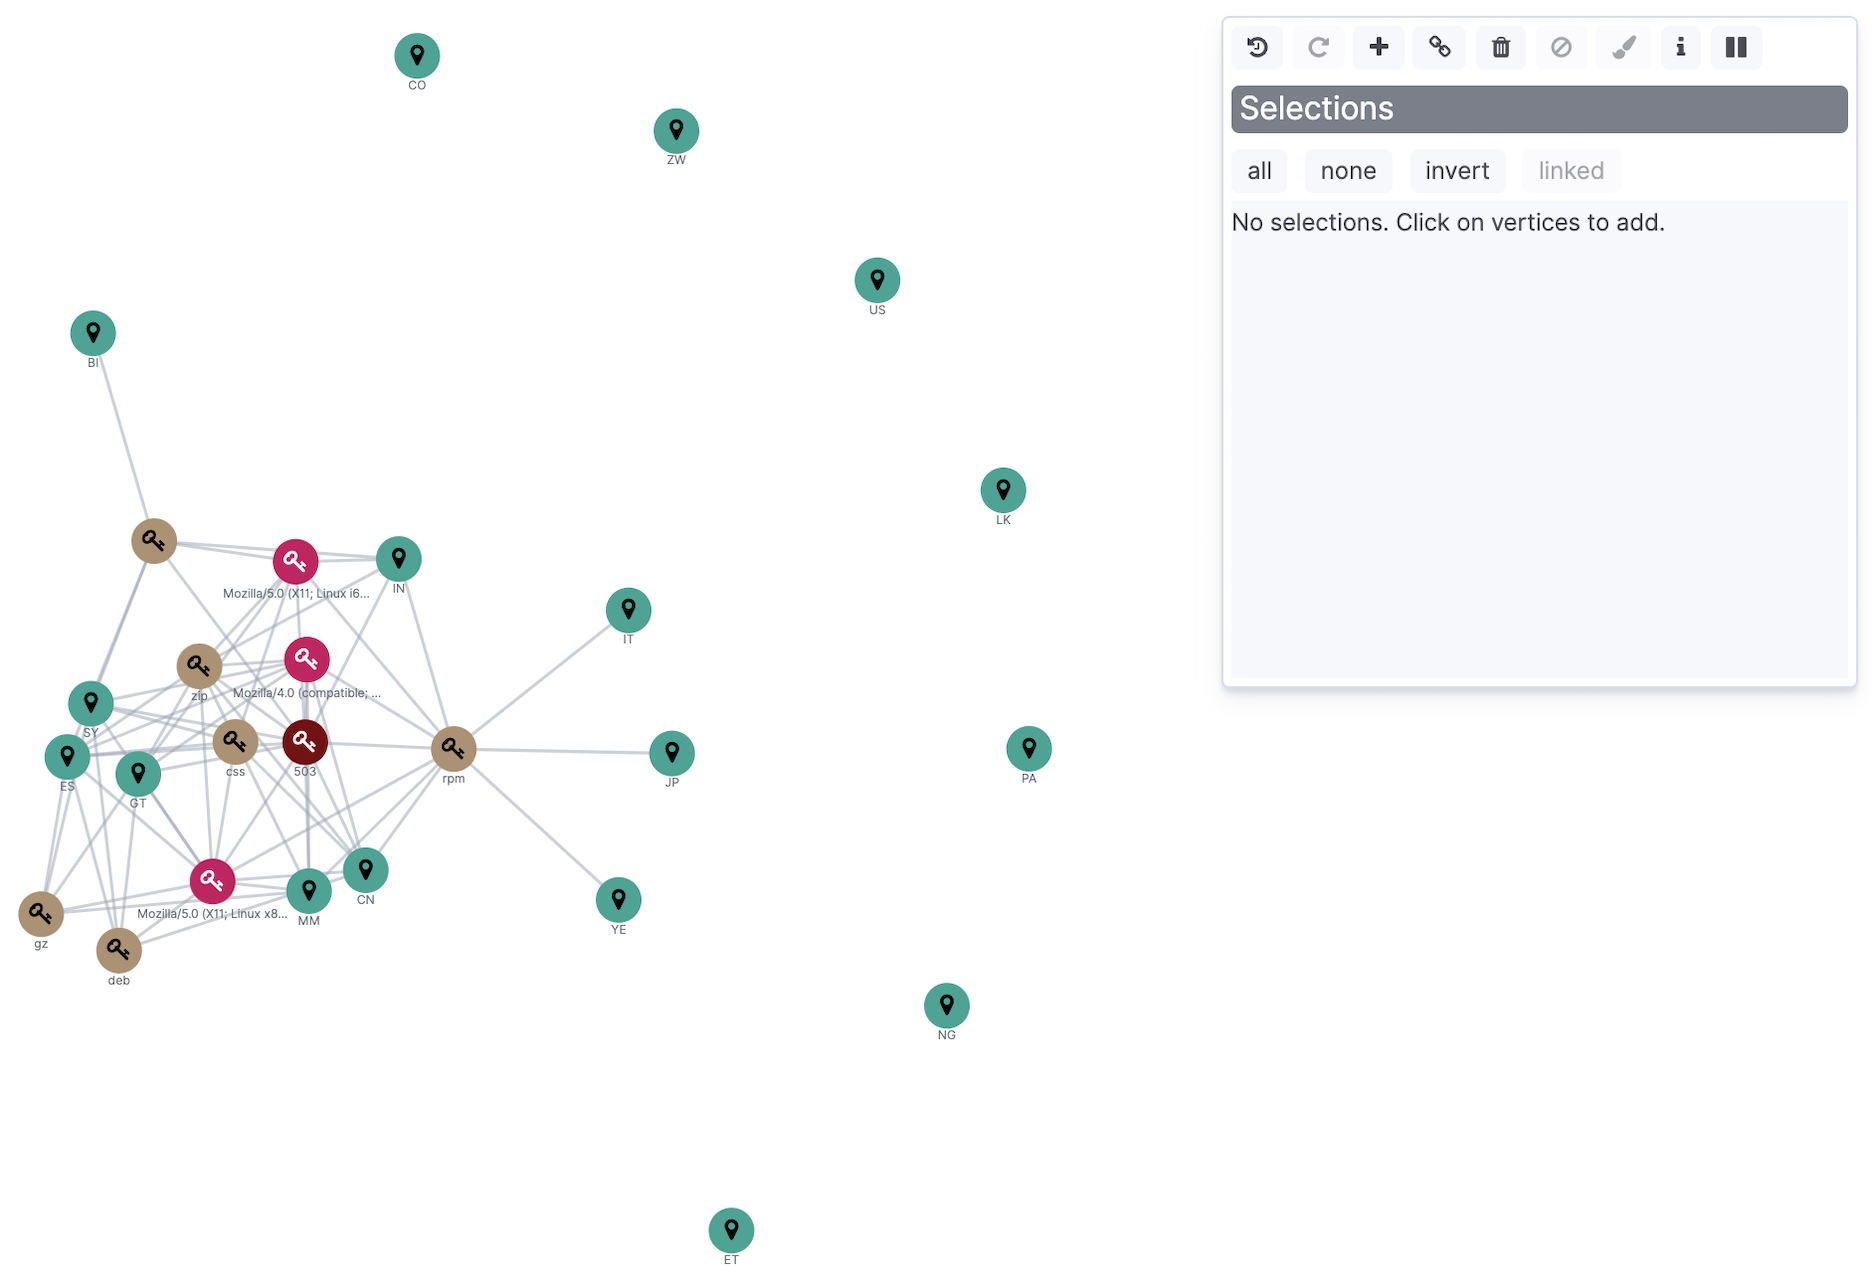 CO
ZW
US
BI
LK
Mozilla/5.0 (X11; Linux i6...
IN
IT
zip
Mozilla/4.0 (compatible; ...
SY
css
503
rpm
ES
GT
JP
PA
CN
Mozilla/5.0 (X11; Linux x8...
MM
YE
gz
deb
NG
ET
Selections
all
none
invert
linked
No selections. Click on vertices to add.